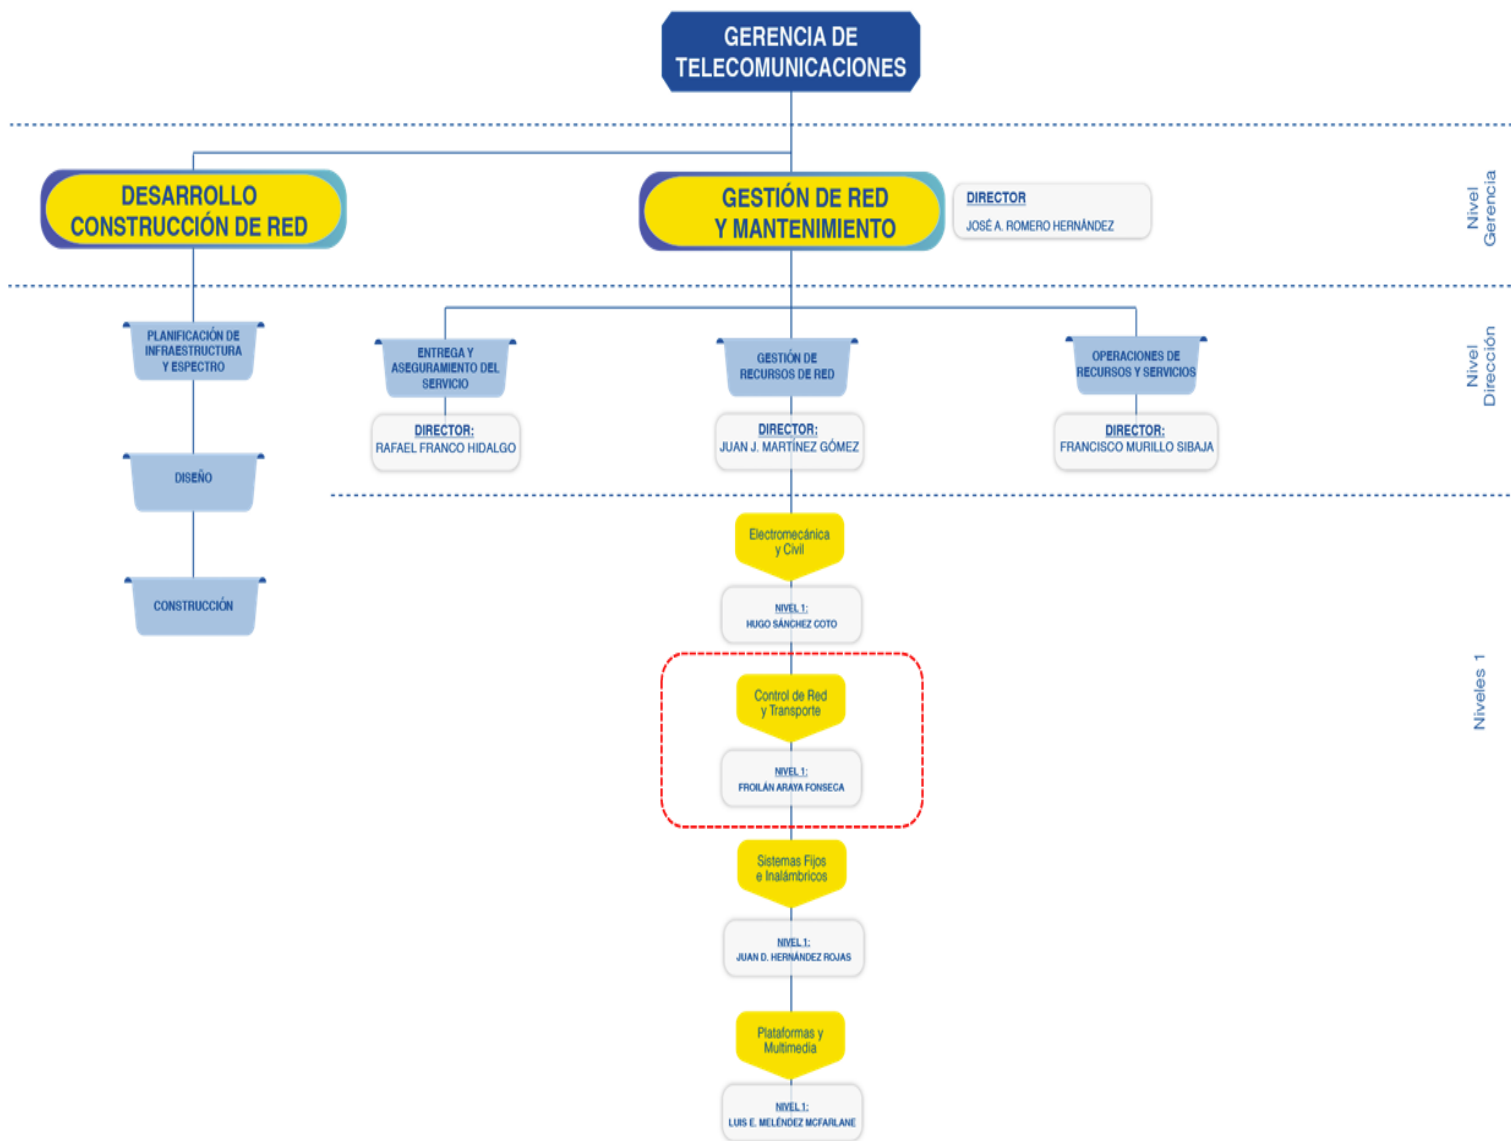 GERENCIA DE
TELECOMUNICACIONES
DESARROLLO
CONSTRUCCIÓN DE RED
GESTIÓN DE RED
Y MANTENIMIENTO
DIRECTOR
JOSÉ A. ROMERO HERNÁNDEZ
Nivel
Gerencia
PLANIFICACIÓN DE
INFRAESTRUCTURA
Y ESPECTRO
DISEÑO
CONSTRUCCIÓN
ENTREGA Y
ASEGURAMIENTO DEL
SERVICIO
DIRECTOR:
RAFAEL FRANCO HIDALGO
GESTIÓN DE
RECURSOS DE RED
DIRECTOR:
JUAN J. MARTÍNEZ GÓMEZ
OPERACIONES DE
RECURSOS Y SERVICIOS
DIRECTOR:
FRANCISCO MURILLO SIBAJA
Nivel
Dirección
Electromecánica
y Civil
NIVEL 1:
HUGO SÁNCHEZ COTO
Control de Red
y Transporte
NIVEL 1:
FROILÁN ARAYA FONSECA
Sistemas Fijos
e Inalámbricos
NIVEL 1:
JUAN D. HERNÁNDEZ ROJAS
Plataformas y
Multimedia
NIVEL 1:
LUIS E. MELÉNDEZ MCFARLANE
Niveles 1